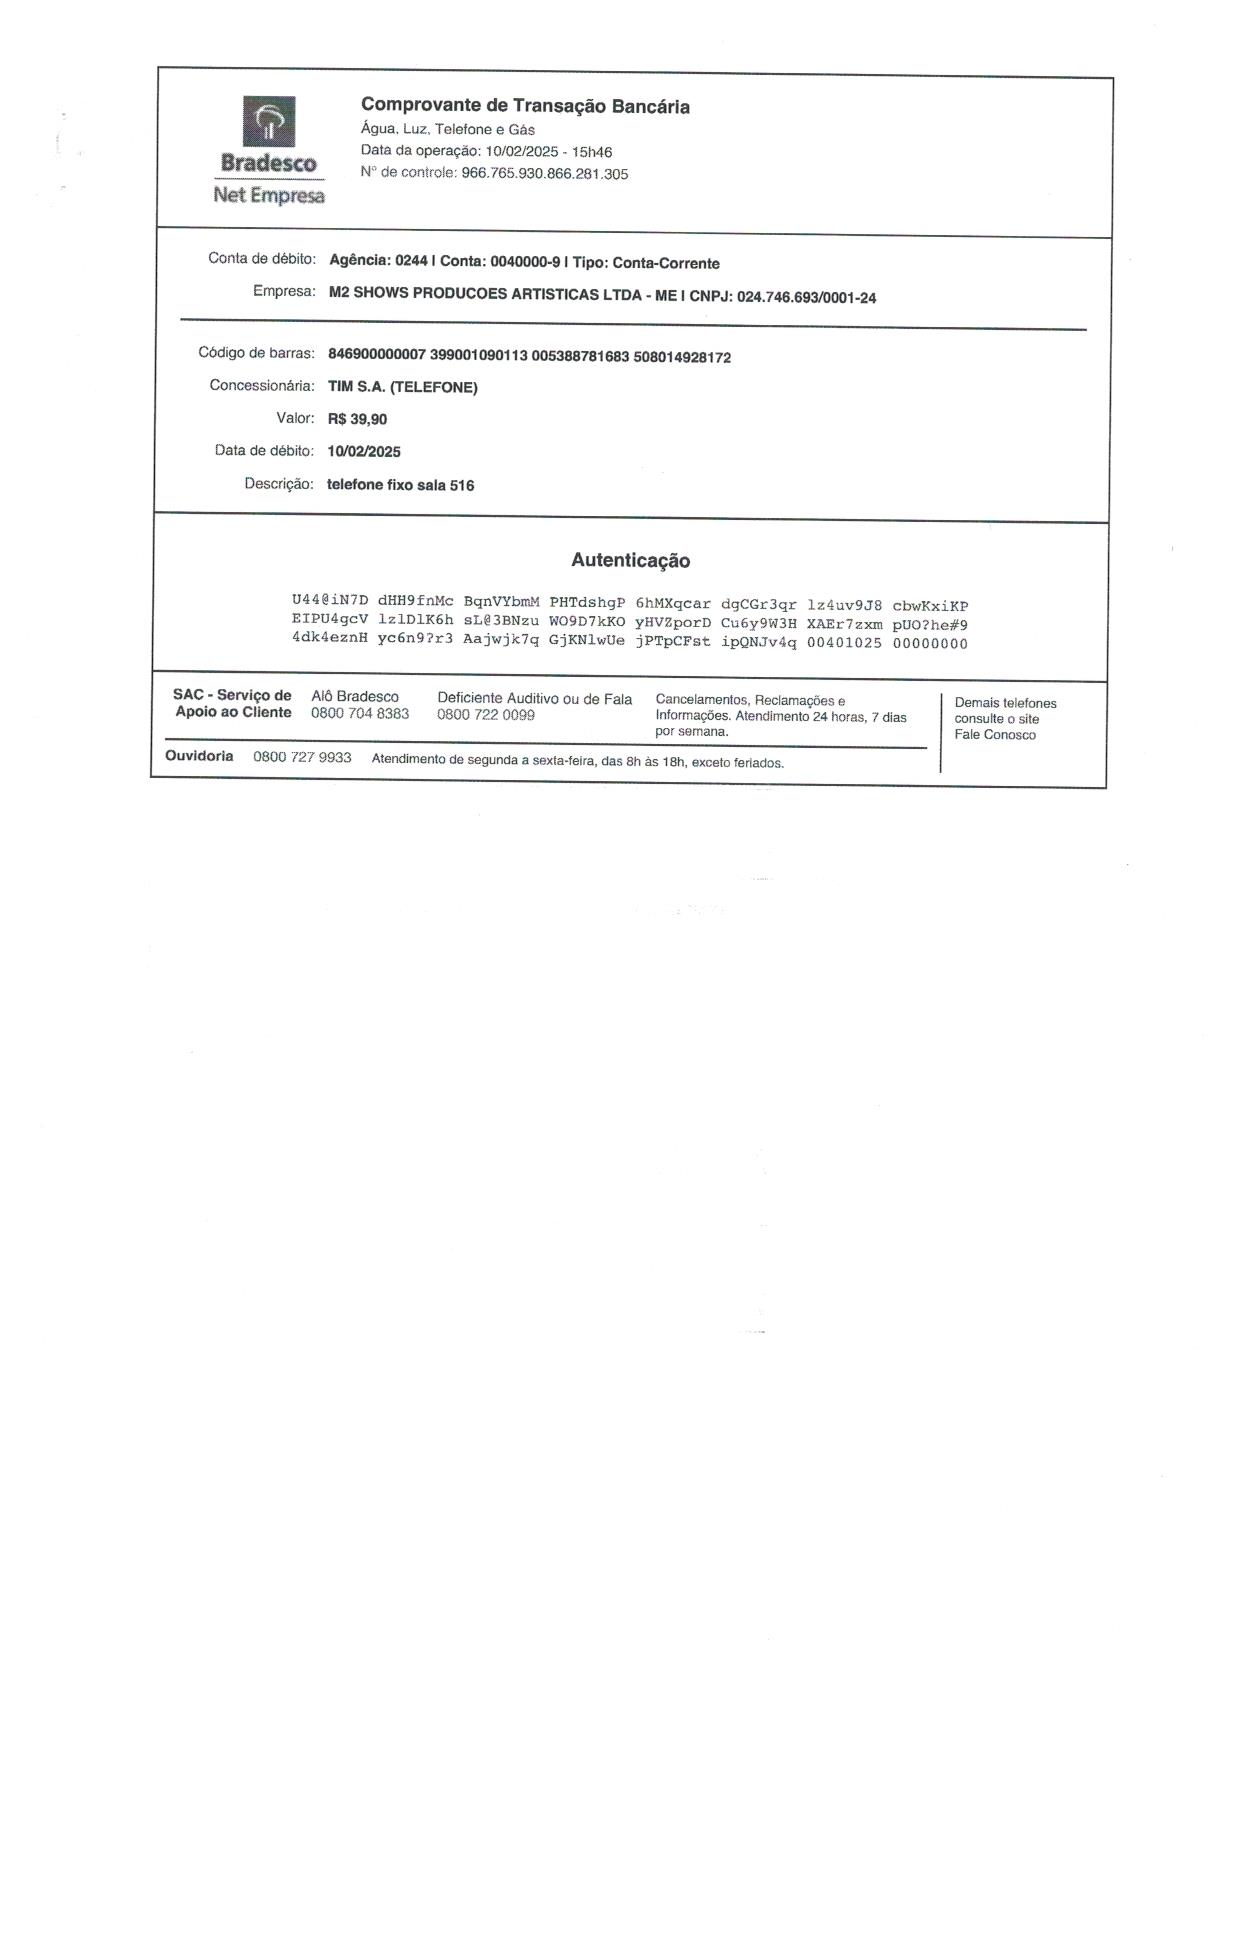 Bradesco
Net Empresa
Comprovante de Transação Bancária
Água, Luz, Telefone e Gás
Data da operação: 10/02/2025 - 15h46
N° de controle: 966.765.930.866.281.305
Conta de débito: Agência: 0244 I Conta: 0040000-9 I Tipo: Conta-Corrente
Empresa: M2 SHOWS PRODUCOES ARTISTICAS LTDA - ME I CNPJ: 024.746.693/0001-24
Código de barras: 846900000007 399001090113 005388781683 508014928172
Concessionária: TIM S.A. (TELEFONE)
Valor: R$ 39,90
Data de débito: 10/02/2025
Descrição: telefone fixo sala 516
Autenticação
U44@iN7D dHH9fnMc BqnVYbmM PHTdshgP 6hMXqcar dgCGr3qr lz4uv9J8 cbwKxiKP
EIPU4gcV lzlDlK6h sL@3BNzu WO9D7kKO yHVZporD Cu6y9W3H XAEr7zxm pUO?he#9
4dk4eznH yc6n9?r3 Aajwjk7q GjKNlwUe jPTpCFst ipQNJv4q 00401025 00000000
SAC - Serviço de
Apoio ao Cliente
Alô Bradesco
0800 704 8383
Deficiente Auditivo ou de Fala
0800 722 0099
Cancelamentos, Reclamações e
Informações. Atendimento 24 horas, 7 dias
por semana.
Demais telefones
consulte o site
Fale Conosco
Ouvidoria 0800 727 9933 Atendimento de segunda a sexta-feira, das 8h às 18h, exceto feriados.